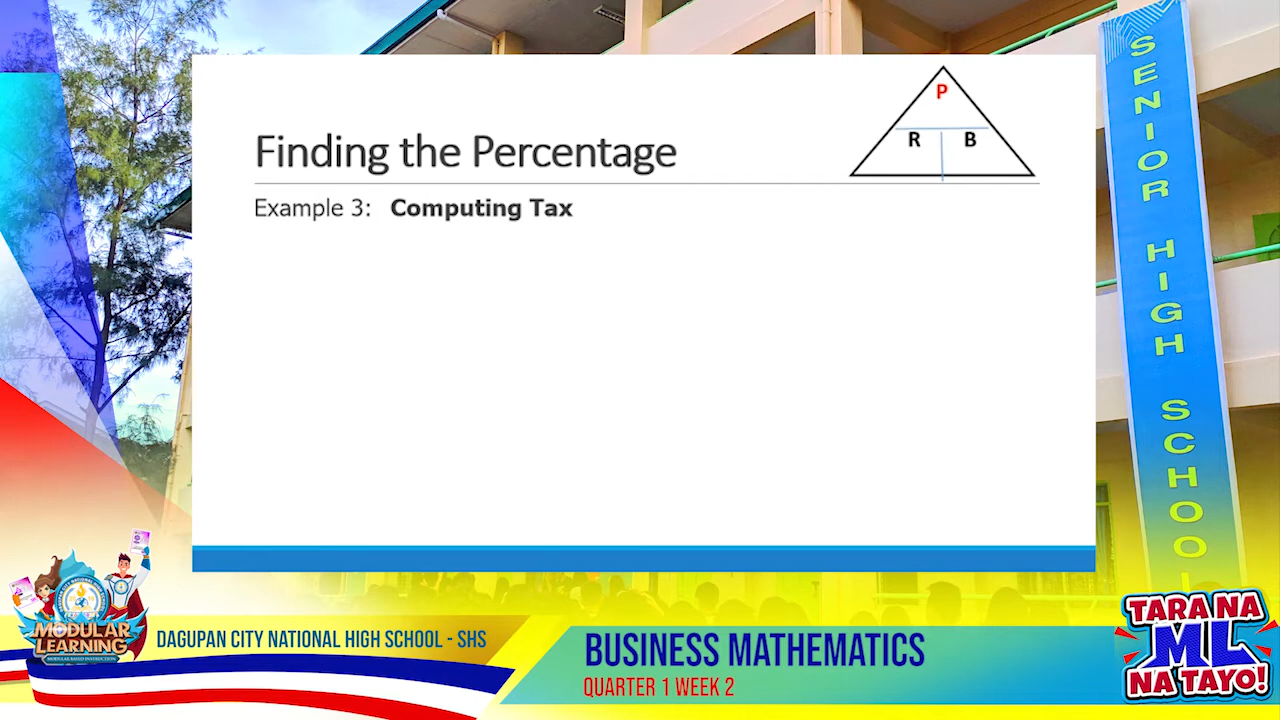 P
R B
Finding the Percentage
Example 3: Computing Tax
SENIOR HIGH SCHOOL
MODULAR
LEARNING
DAGUPAN CITY NATIONAL HIGH SCHOOL - SHS
BUSINESS MATHEMATICS
QUARTER 1 WEEK 2
TARA NA
ML
NA TAYO!